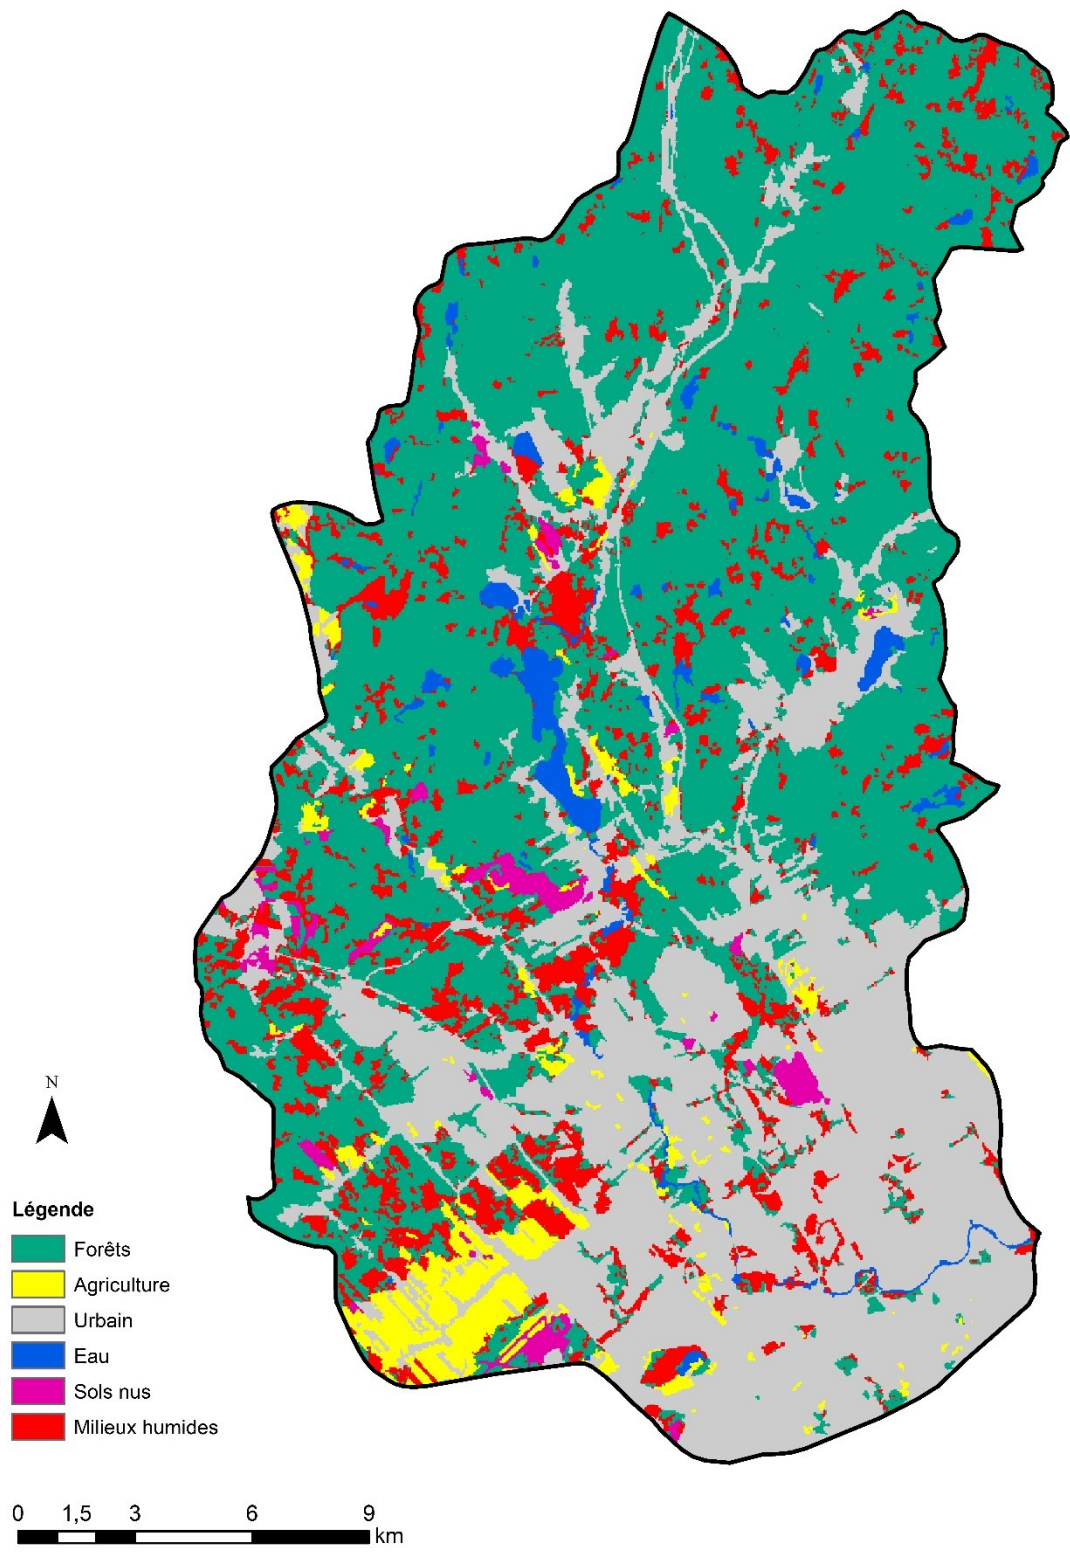 N
Légende
Forêts
Agriculture
Urbain
Eau
Sols nus
Milieux humides
0 1,5 3 6 9
km